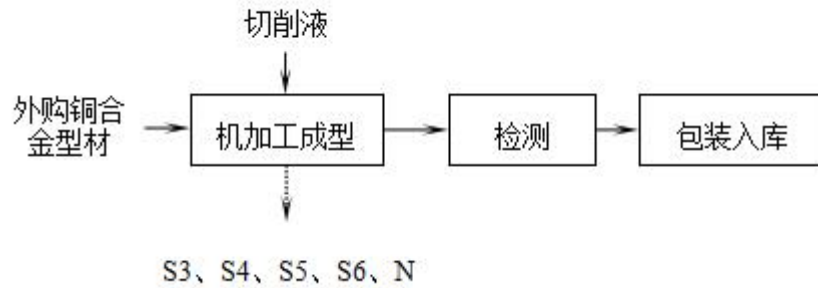 切削液
外购铜合
金型材
机加工成型
检测
包装入库
S3、S4、S5、S6、N